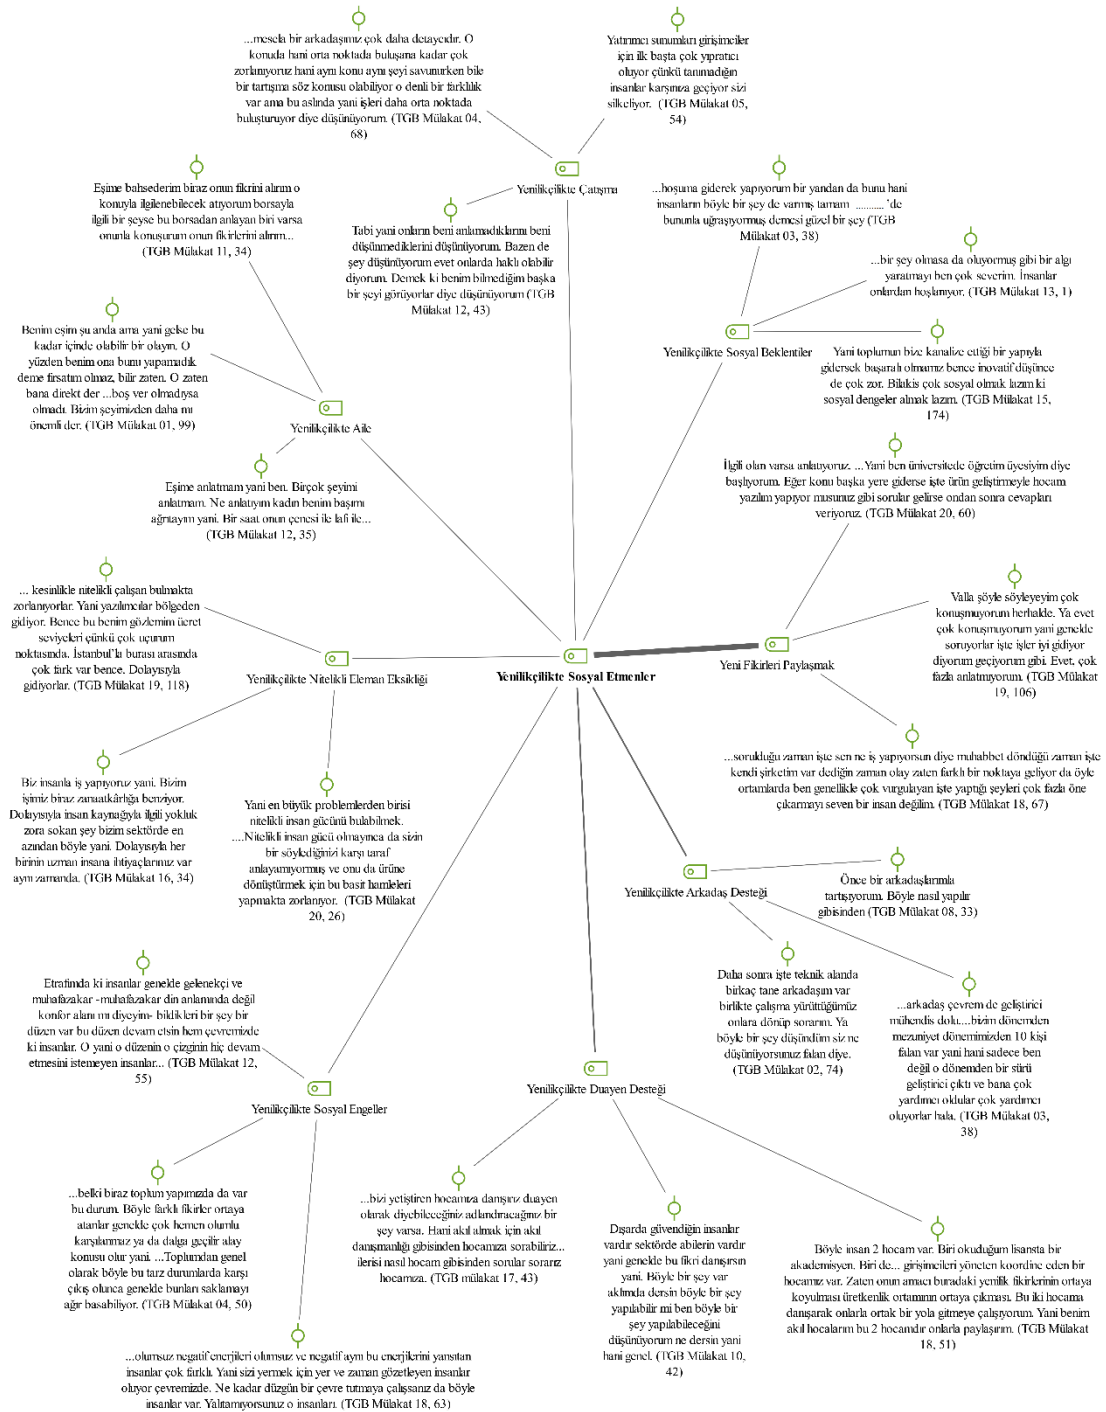 ...mesela bir arkadaşımız çok daha detaycıdır. O
konuda hani orta noktada buluşana kadar çok
zorlanıyoruz hani aynı konu aynı şeyi savunurken bile
bir tartışma söz konusu olabiliyor o denli bir farklılık
var ama bu aslında yani işleri daha orta noktada
buluşturuyor diye düşünüyorum. (TGB Mülakat 04,
68)
Yatırımcı sunumları girişimciler
için ilk başta çok yıpratıcı
oluyor çünkü tanımadığın
insanlar karşınıza geçiyor sizi
silkeliyor. (TGB Mülakat 05,
54)
Yenilikçilikte Çatışma
Eşime bahsederim biraz onun fikrini alırım o
konuyla ilgilenebilecek atıyorum borsayla
ilgili bir şeyse bu borsadan anlayan biri varsa
onunla konuşurum onun fikirlerini alırım...
(TGB Mülakat 11, 34)
Tabi yani onların beni anlamadıklarını beni
düşünmediklerini düşünüyorum. Bazen de
şey düşünüyorum evet onlarda haklı olabilir
diyorum. Demek ki benim bilmediğim başka
bir şeyi görüyorlar diye düşünüyorum (TGB
Mülakat 12, 43)
...hoşuma giderek yapıyorum bir yandan da bunu hani
insanların böyle bir şey de varmış tamam ..........'de
bununla uğraşıyormuş demesi güzel bir şey (TGB
Mülakat 03, 38)
...bir şey olmasa da oluyormuş gibi bir algı
yaratmayı ben çok severim. İnsanlar
onlardan hoşlanıyor. (TGB Mülakat 13, 1)
Yenilikçilikte Sosyal Beklentiler
Yani toplumun bize kanalize ettiği bir yapıyla
gidersek başaralı olmamız bence inovatif düşünce
de çok zor. Bilakis çok sosyal olmak lazım ki
sosyal dengeler almak lazım. (TGB Mülakat 15,
174)
Benim eşim şu anda ama yani gelse bu
kadar içinde olabilir bir olayın. O
yüzden benim ona bunu yapamadık
deme fırsatım olmaz, bilir zaten. O zaten
bana direkt der ...boş ver olmadıysa
olmadı. Bizim şeyimizden daha mı
önemli der. (TGB Mülakat 01, 99)
Yenilikçilikte Aile
Eşime anlatmam yani ben. Birçok şeyimi
anlatmam. Ne anlatıyım kadın benim başımı
ağrıtayım yani. Bir saat onun çenesi ile lafı ile...
(TGB Mülakat 12, 35)
İlgili olan varsa anlatıyoruz. ...Yani ben üniversitede öğretim üyesiyim diye
başlıyorum. Eğer konu başka yere giderse işte ürün geliştirmeyle hocam
yazılım yapıyor musunuz gibi sorular gelirse ondan sonra cevapları
veriyoruz. (TGB Mülakat 20, 60)
... kesinlikle nitelikli çalışan bulmakta
zorlanıyorlar. Yani yazılımcılar bölgeden
gidiyor. Bence bu benim gözlemim ücret
seviyeleri çünkü çok uçurum
noktasında. İstanbul'la burası arasında
çok fark var bence. Dolayısıyla
gidiyorlar. (TGB Mülakat 19, 118)
Valla şöyle söyleyeyim çok
konuşmuyorum herhalde. Ya evet
çok konuşmuyorum yani genelde
soruyorlar işte işler iyi gidiyor
diyorum geçiyorum gibi. Evet, çok
fazla anlatmıyorum. (TGB Mülakat
19, 106)
Yenilikçilikte Nitelikli Eleman Eksikliği
Yenilikçilikte Sosyal Etmenler
Yeni Fikirleri Paylaşmak
...sorulduğu zaman işte sen ne iş yapıyorsun diye muhabbet döndüğü zaman işte
kendi şirketim var dediğin zaman olay zaten farklı bir noktaya geliyor da öyle
ortamlarda ben genellikle çok vurgulayan işte yaptığı şeyleri çok fazla öne
çıkarmayı seven bir insan değilim. (TGB Mülakat 18, 67)
Biz insanla iş yapıyoruz yani. Bizim
işimiz biraz zanaatkârlığa benziyor.
Dolayısıyla insan kaynağıyla ilgili yokluk
zora sokan şey bizim sektörde en
azından böyle yani. Dolayısıyla her
birinin uzman insana ihtiyaçlarımız var
aynı zamanda. (TGB Mülakat 16, 34)
Yani en büyük problemlerden birisi
nitelikli insan gücünü bulabilmek.
....Nitelikli insan gücü olmayınca da sizin
bir söylediğinizi karşı taraf
anlayamıyormuş ve onu da ürüne
dönüştürmek için bu basit hamleleri
yapmakta zorlanıyor. (TGB Mülakat
20, 26)
Yenilikçilikte Arkadaş Desteği
Önce bir arkadaşlarımla
tartışıyorum. Böyle nasıl yapılır
gibisinden (TGB Mülakat 08, 33)
Daha sonra işte teknik alanda
birkaç tane arkadaşım var
birlikte çalışma yürüttüğümüz
onlara dönüp sorarım. Ya
böyle bir şey düşündüm siz ne
düşünüyorsunuz falan diye.
(TGB Mülakat 02, 74)
...arkadaş çevrem de geliştirici
mühendis dolu....bizim dönemden
mezuniyet dönemimizden 10 kişi
falan var yani hani sadece ben
değil o dönemden bir sürü
geliştirici çıktı ve bana çok
yardımcı oldular çok yardımcı
oluyorlar hala. (TGB Mülakat 03,
38)
Etrafımda ki insanlar genelde gelenekçi ve
muhafazakar -muhafazakar din anlamında değil
konfor alanı mı diyeyim- bildikleri bir şey bir
düzen var bu düzen devam etsin hem çevremizde
ki insanlar. O yani o düzenin o çizginin hiç devam
etmesini istemeyen insanlar... (TGB Mülakat 12,
55)
Yenilikçilikte Sosyal Engeller
Yenilikçilikte Duayen Desteği
...belki biraz toplum yapımızda da var
bu durum. Böyle farklı fikirler ortaya
atanlar genelde çok hemen olumlu
karşılanmaz ya da dalga geçilir alay
konusu olur yani. ...Toplumdan genel
olarak böyle bu tarz durumlarda karşı
çıkış olunca genelde bunları saklamayı
ağır basabiliyor. (TGB Mülakat 04, 50)
...bizi yetiştiren hocamıza danışırız duayen
olarak diyebileceğiniz adlandıracağınız bir
şey varsa. Hani akıl almak için akıl
danışmanlığı gibisinden hocamıza sorabiliriz...
ilerisi nasıl hocam gibisinden sorular sorarız
hocamıza. (TGB mülakat 17, 43)
Dışarda güvendiğin insanlar
vardır sektörde abilerin vardır
yani genelde bu fikri danışırsın
yani. Böyle bir şey var
aklımda dersin böyle bir şey
yapılabilir mi ben böyle bir
şey yapılabileceğini
düşünüyorum ne dersin yani
hani genel. (TGB Mülakat 10,
42)
Böyle insan 2 hocam var. Biri okuduğum lisansta bir
akademisyen. Biri de... girişimcileri yöneten koordine eden bir
hocamız var. Zaten onun amacı buradaki yenilik fikirlerinin ortaya
koyulması üretkenlik ortamının ortaya çıkması. Bu iki hocama
danışarak onlarla ortak bir yola gitmeye çalışıyorum. Yani benim
akıl hocalarım bu 2 hocamdır onlarla paylaşırım. (TGB Mülakat
18, 51)
...olumsuz negatif enerjileri olumsuz ve negatif aynı bu enerjilerini yansıtan
insanlar çok farklı. Yani sizi yermek için yer ve zaman gözetleyen insanlar
oluyor çevremizde. Ne kadar düzgün bir çevre tutmaya çalışsanız da böyle
insanlar var. Yalıtamıyorsunuz o insanları. (TGB Mülakat 18, 63)